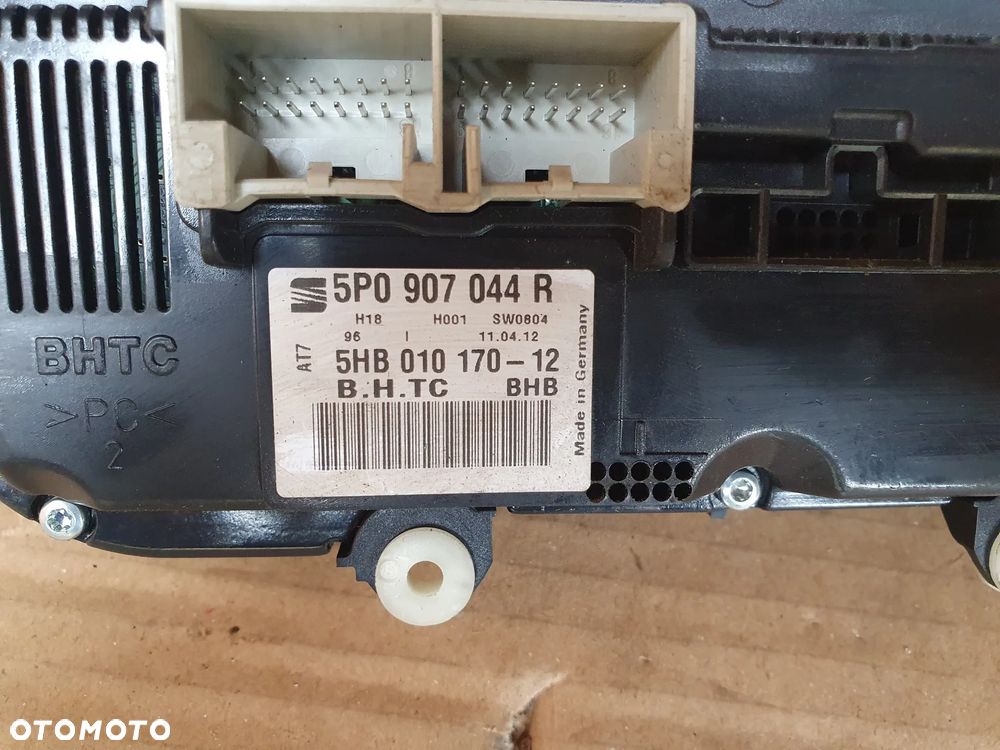 5P0 907 044 R
H18 H001 SW0804
96 I 11.04.12
AT7
5HB 010 170-12
B.H.TC BHB
Made in Germany
BHTC
>PC<
2
OTOMOTO